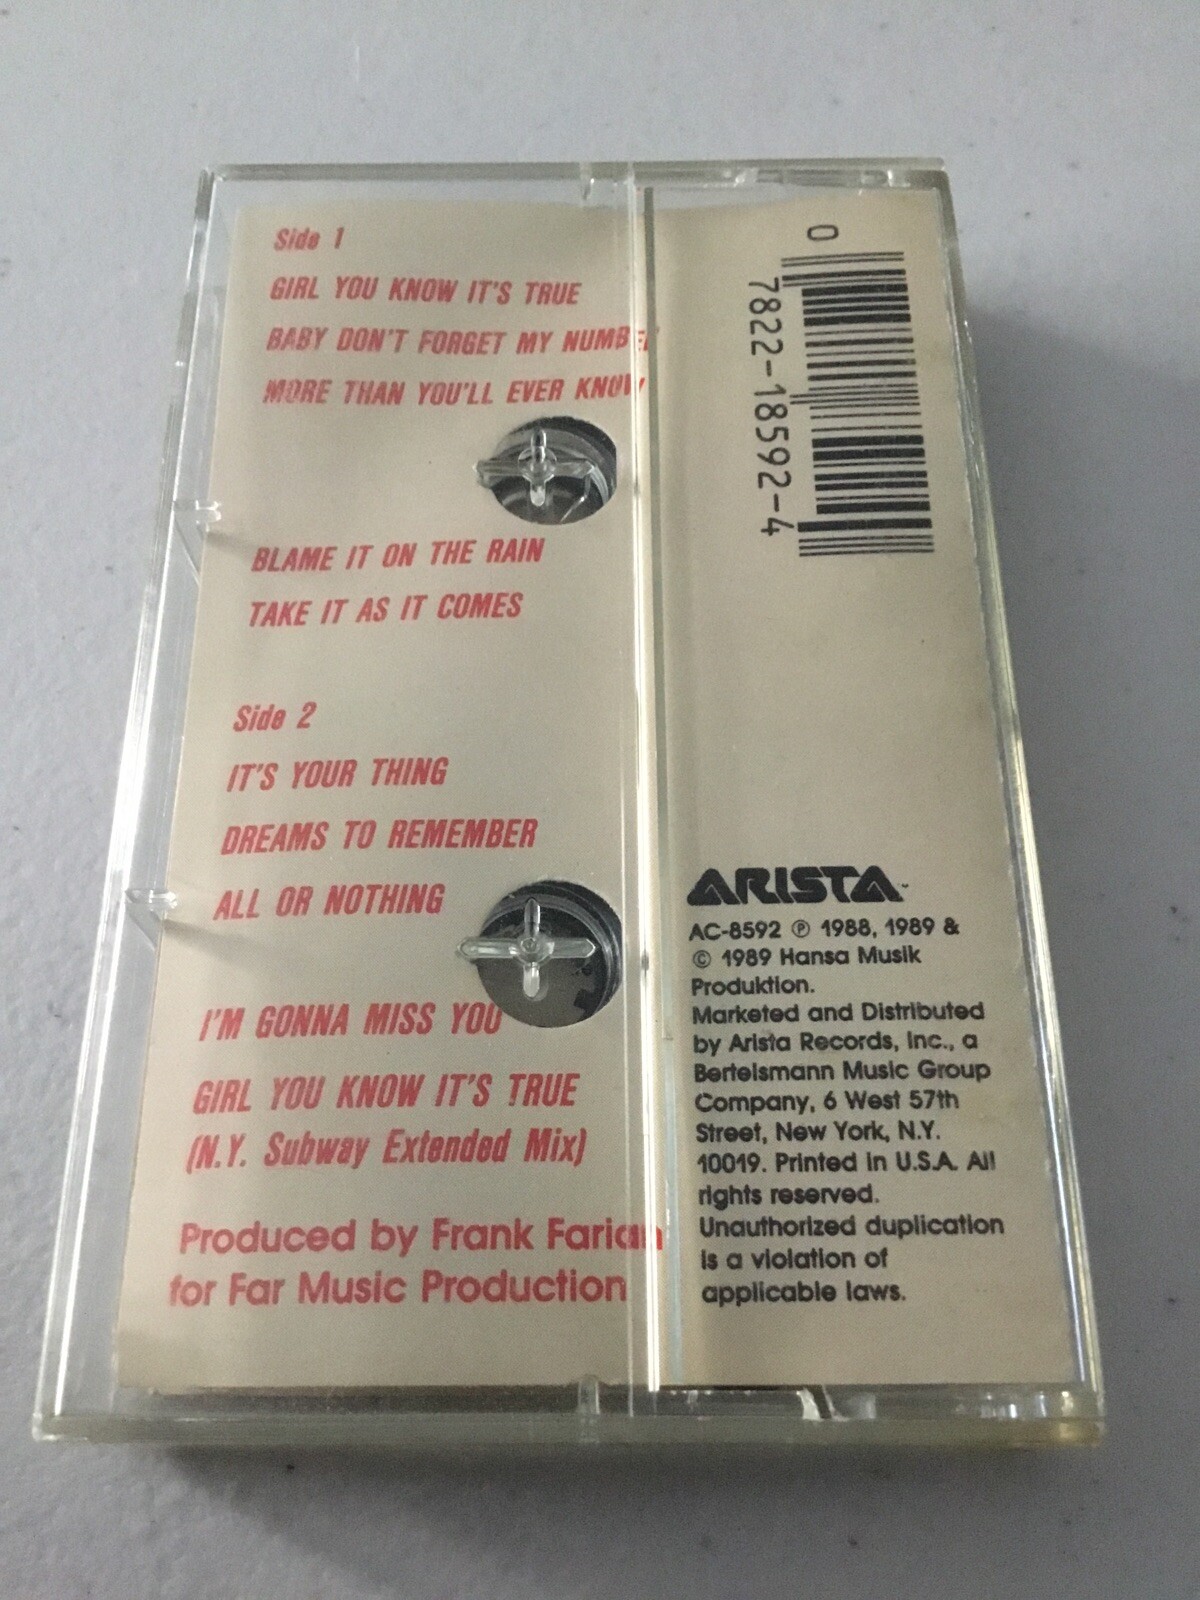 Side 1
GIRL YOU KNOW IT'S TRUE
BABY DON'T FORGET MY NUMBE
MORE THAN YOU'LL EVER KNOW
BLAME IT ON THE RAIN
TAKE IT AS IT COMES
Side 2
IT'S YOUR THING
DREAMS TO REMEMBER
ALL OR NOTHING
I'M GONNA MISS YOU
GIRL YOU KNOW IT'S TRUE
(N.Y. Subway Extended Mix)
Produced by Frank Farian
for Far Music Production
0
7822-18592-4
ARISTA
AC-8592 ℗ 1988, 1989 &
© 1989 Hansa Musik
Produktion.
Marketed and Distributed
by Arista Records, Inc., a
Bertelsmann Music Group
Company, 6 West 57th
Street, New York, N.Y.
10019. Printed in U.S.A. All
rights reserved.
Unauthorized duplication
is a violation of
applicable laws.